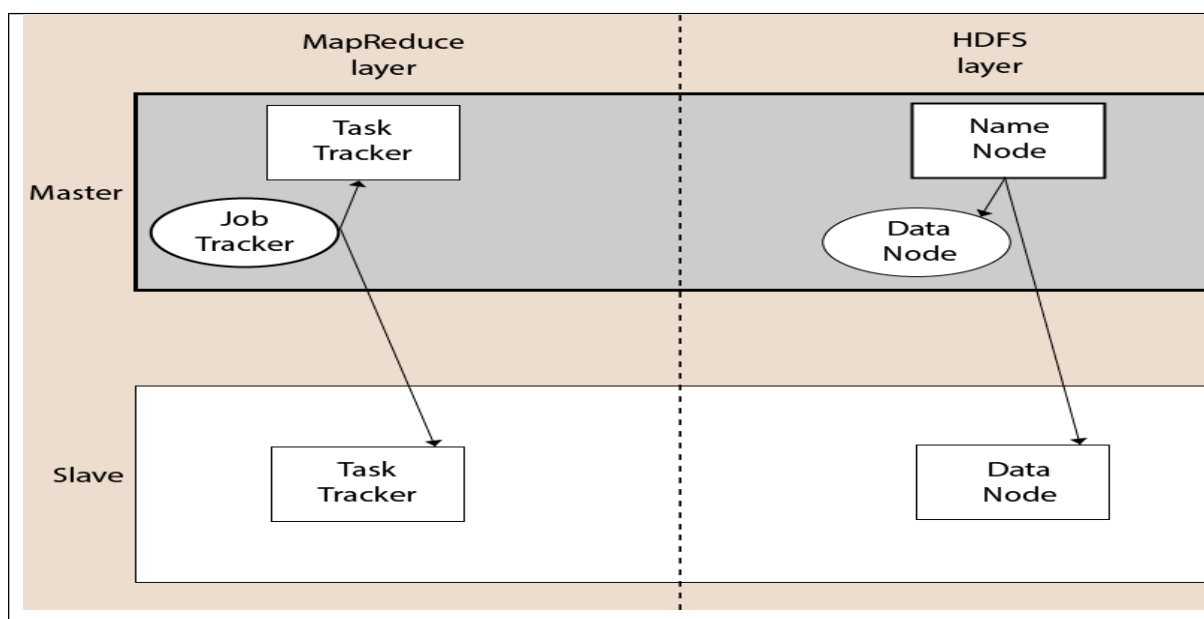 MapReduce
layer
HDFS
layer
Master
Task
Tracker
Job
Tracker
Name
Node
Data
Node
Slave
Task
Tracker
Data
Node